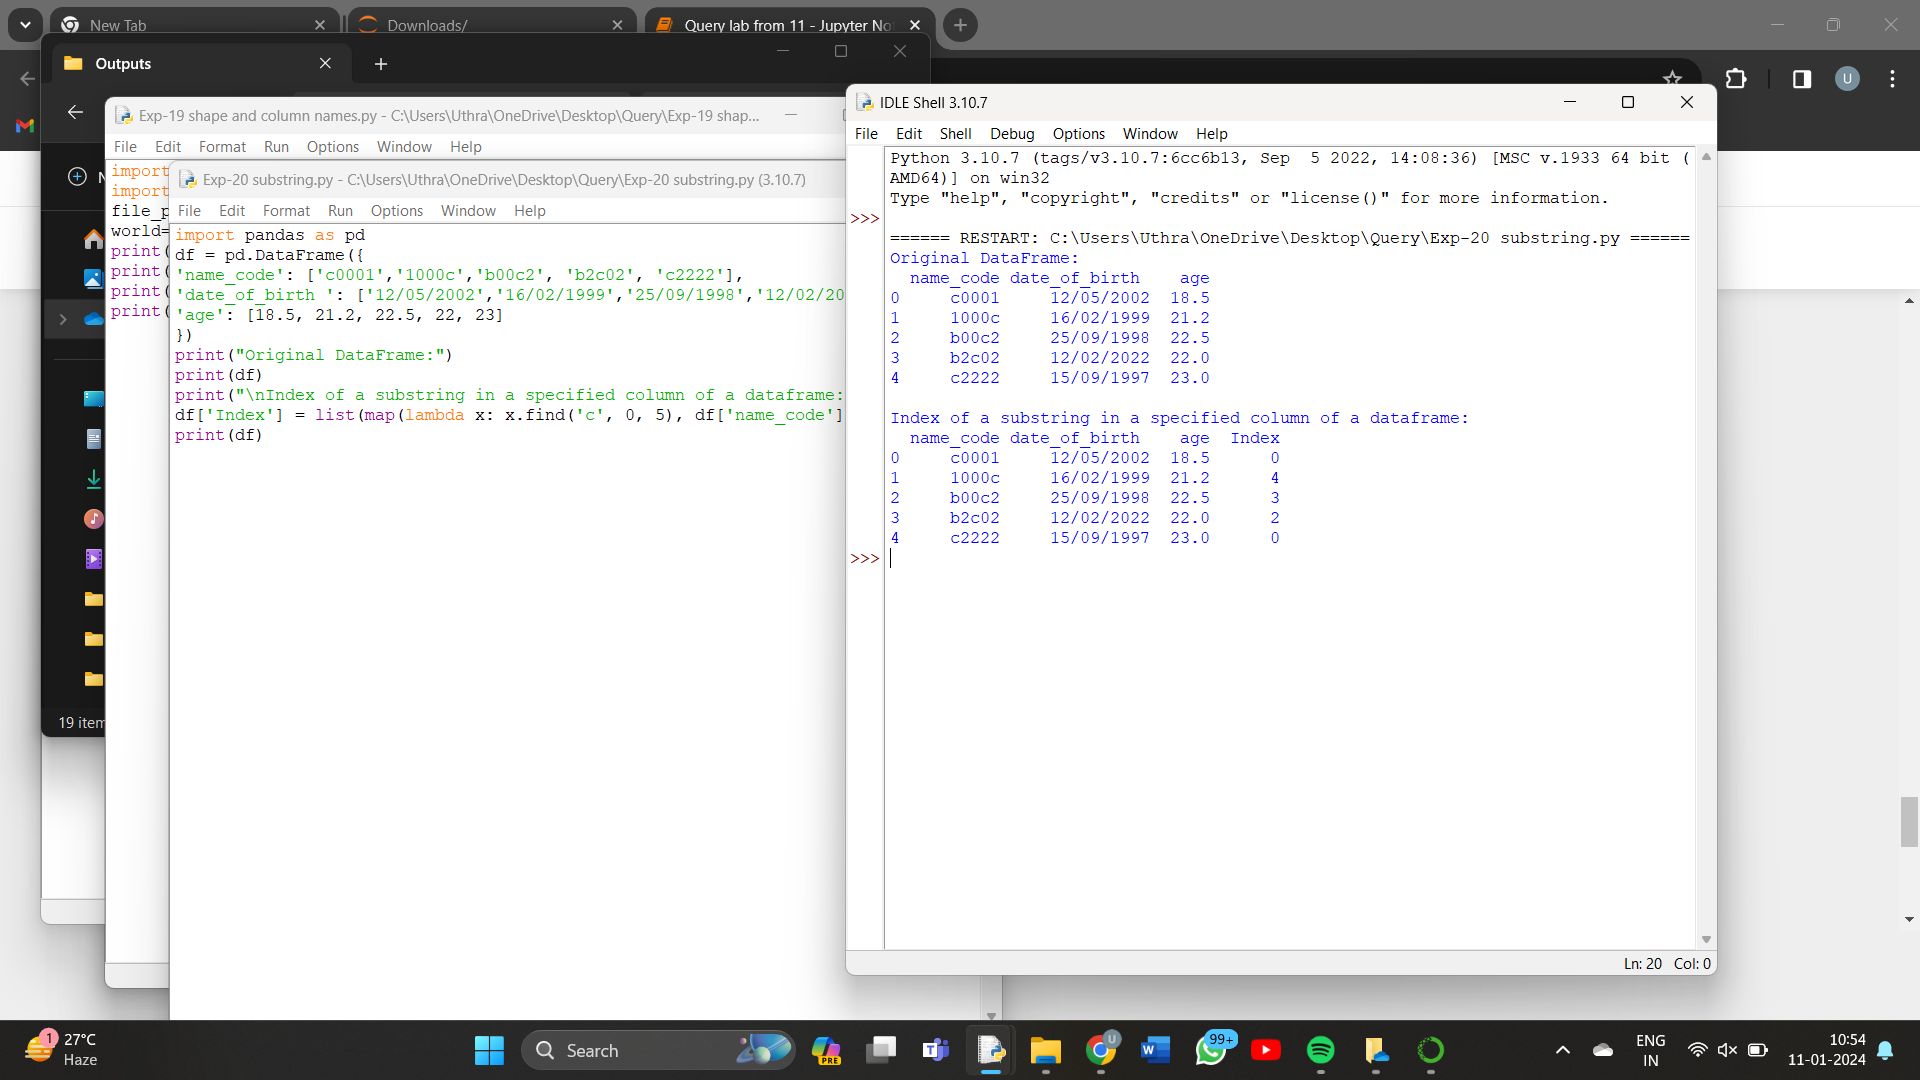 New Tab
Downloads/
Query lab from 11 - Jupyter No
Outputs
U
Exp-19 shape and column names.py - C:\Users\Uthra\OneDrive\Desktop\Query\Exp-19 shap...
File Edit Format Run Options Window Help
import
import
file_p
world=
print(
print(
print(
print(
19 item
Exp-20 substring.py - C:\Users\Uthra\OneDrive\Desktop\Query\Exp-20 substring.py (3.10.7)
File Edit Format Run Options Window Help
import pandas as pd
df = pd.DataFrame({
'name_code': ['c0001','1000c','b00c2', 'b2c02', 'c2222'],
'date_of_birth ': ['12/05/2002','16/02/1999','25/09/1998','12/02/20
'age': [18.5, 21.2, 22.5, 22, 23]
})
print("Original DataFrame:")
print(df)
print("\nIndex of a substring in a specified column of a dataframe:
df['Index'] = list(map(lambda x: x.find('c', 0, 5), df['name_code']
print(df)
IDLE Shell 3.10.7
File Edit Shell Debug Options Window Help
Python 3.10.7 (tags/v3.10.7:6cc6b13, Sep  5 2022, 14:08:36) [MSC v.1933 64 bit (
AMD64)] on win32
Type "help", "copyright", "credits" or "license()" for more information.
>>>
====== RESTART: C:\Users\Uthra\OneDrive\Desktop\Query\Exp-20 substring.py ======
Original DataFrame:
  name_code date_of_birth    age
0     c0001     12/05/2002  18.5
1     1000c     16/02/1999  21.2
2     b00c2     25/09/1998  22.5
3     b2c02     12/02/2022  22.0
4     c2222     15/09/1997  23.0
Index of a substring in a specified column of a dataframe:
  name_code date_of_birth    age  Index
0     c0001     12/05/2002  18.5      0
1     1000c     16/02/1999  21.2      4
2     b00c2     25/09/1998  22.5      3
3     b2c02     12/02/2022  22.0      2
4     c2222     15/09/1997  23.0      0
>>>
Ln: 20 Col: 0
1
27°C
Haze
Search
PRE
U
99+
ENG
IN
10:54
11-01-2024